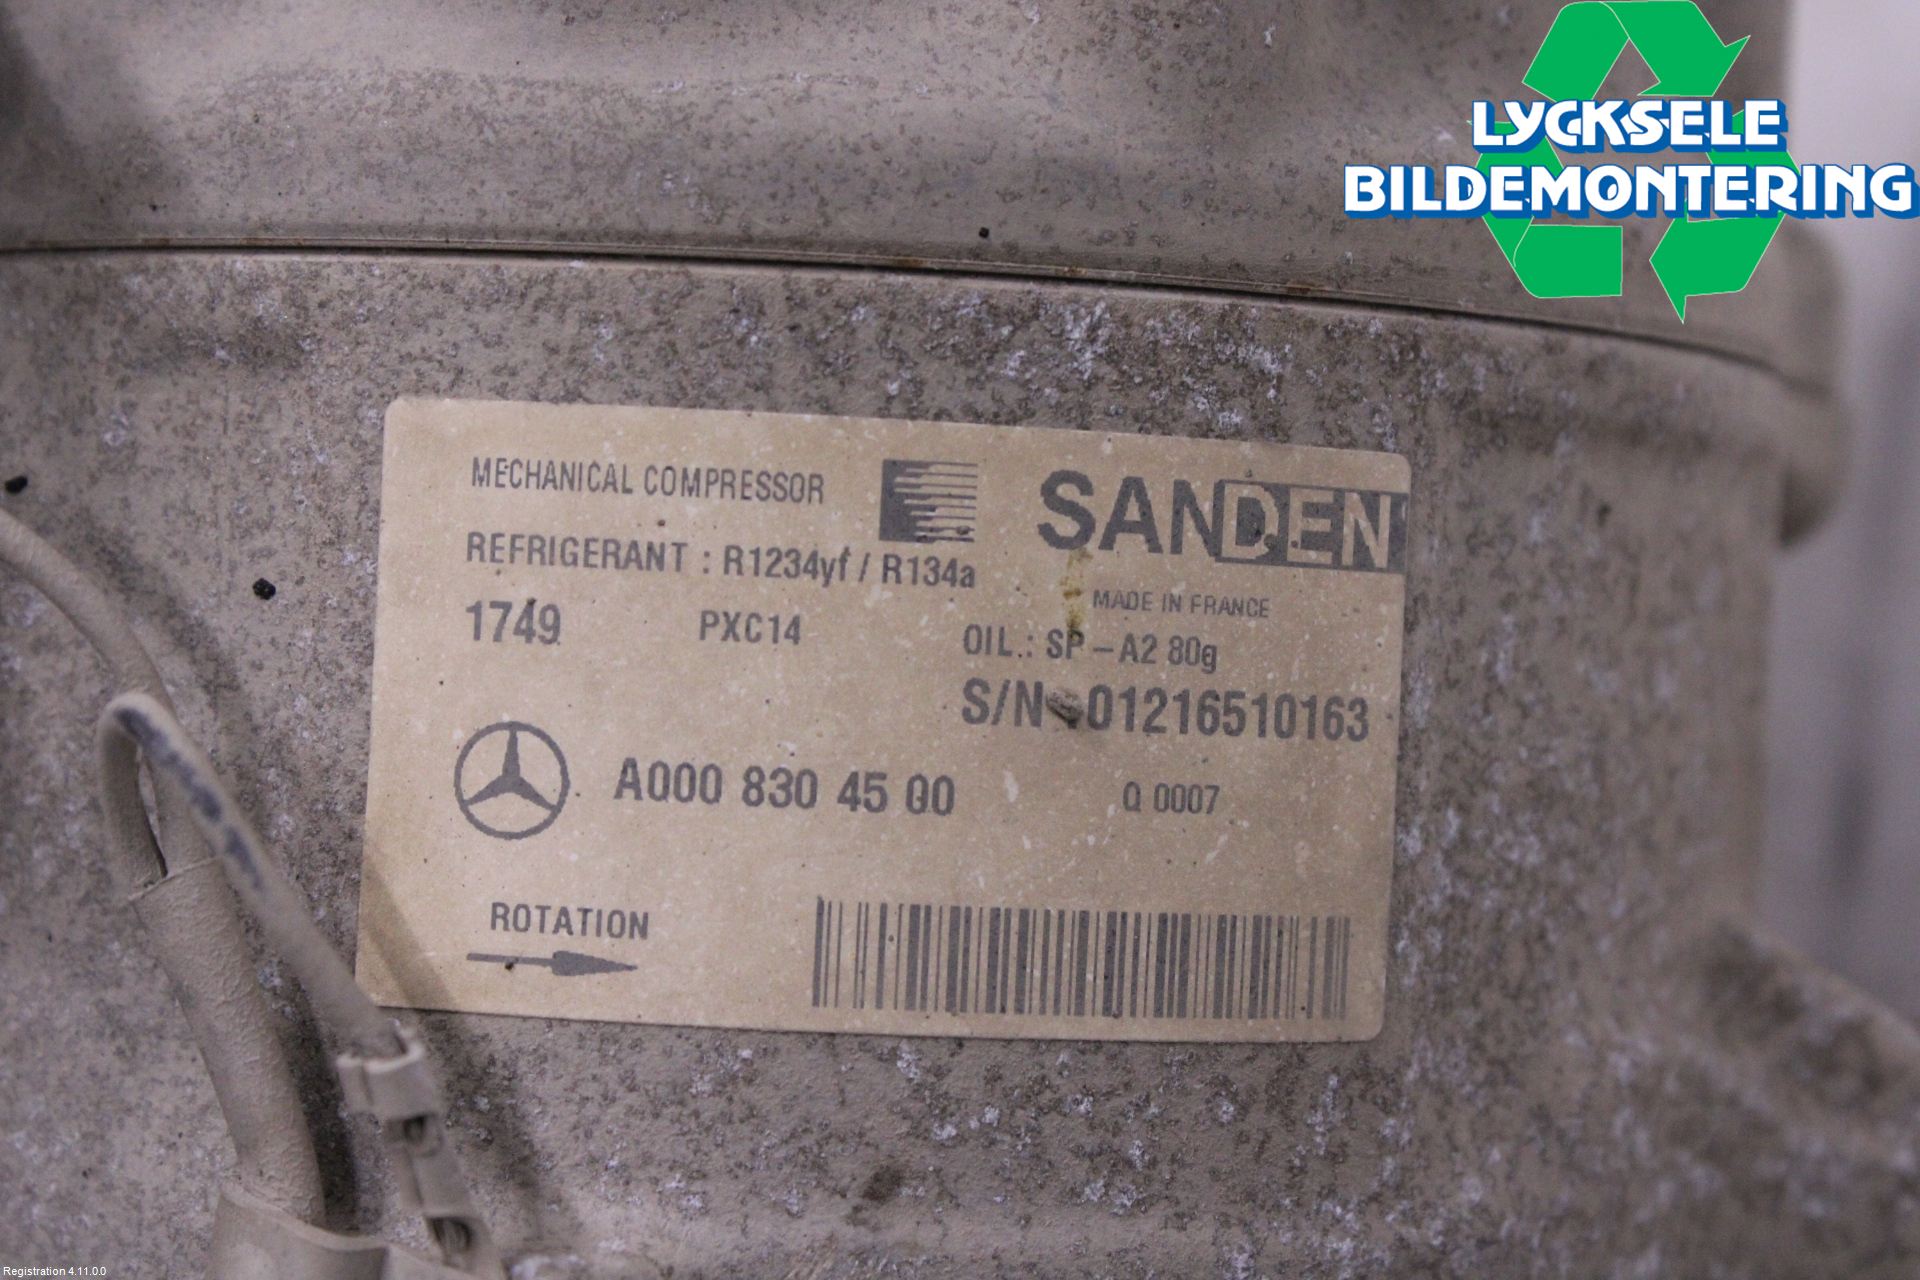 LYCKSELE
BILDEMONTERING
MECHANICAL COMPRESSOR
SANDEN
REFRIGERANT : R1234yf / R134a
MADE IN FRANCE
1749 PXC14 OIL.: SP-A2 80g
S/N : 01216510163
A000 830 45 00 Q 0007
ROTATION
Registration 4.11.0.0